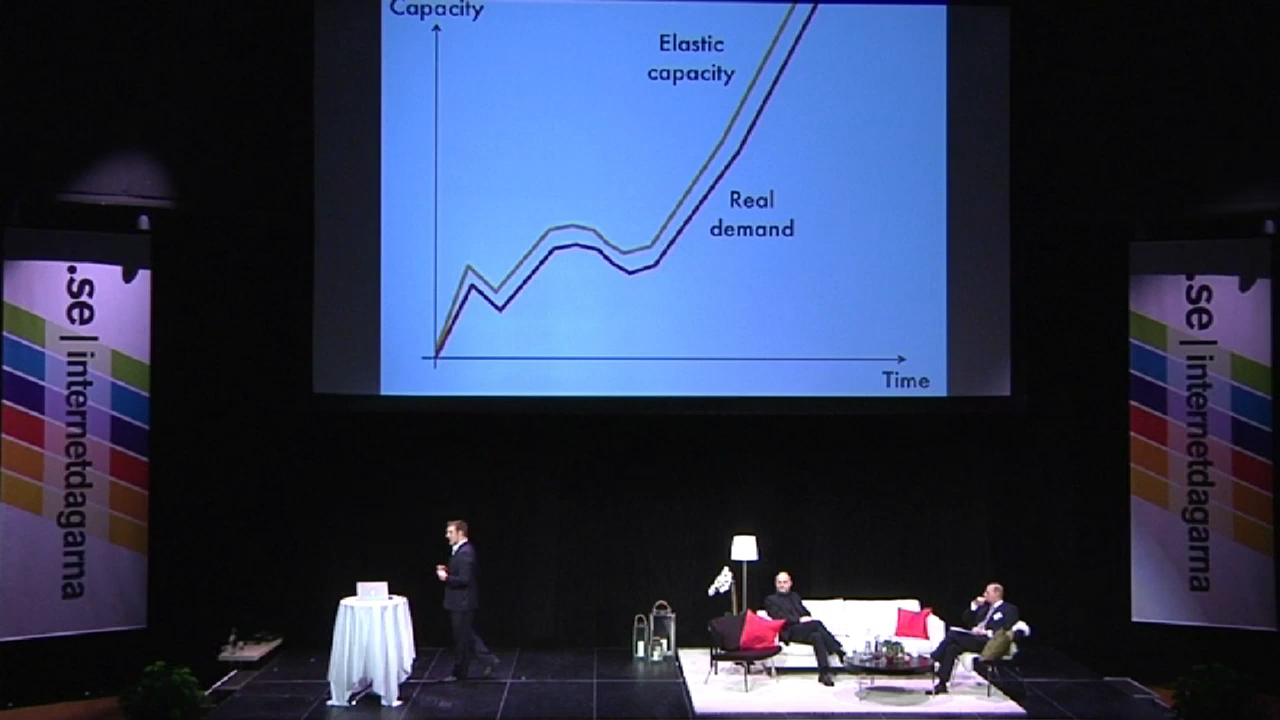 Capacity
Elastic
capacity
Real
demand
Time
.se | internetdagarna
.se | internetdagarna